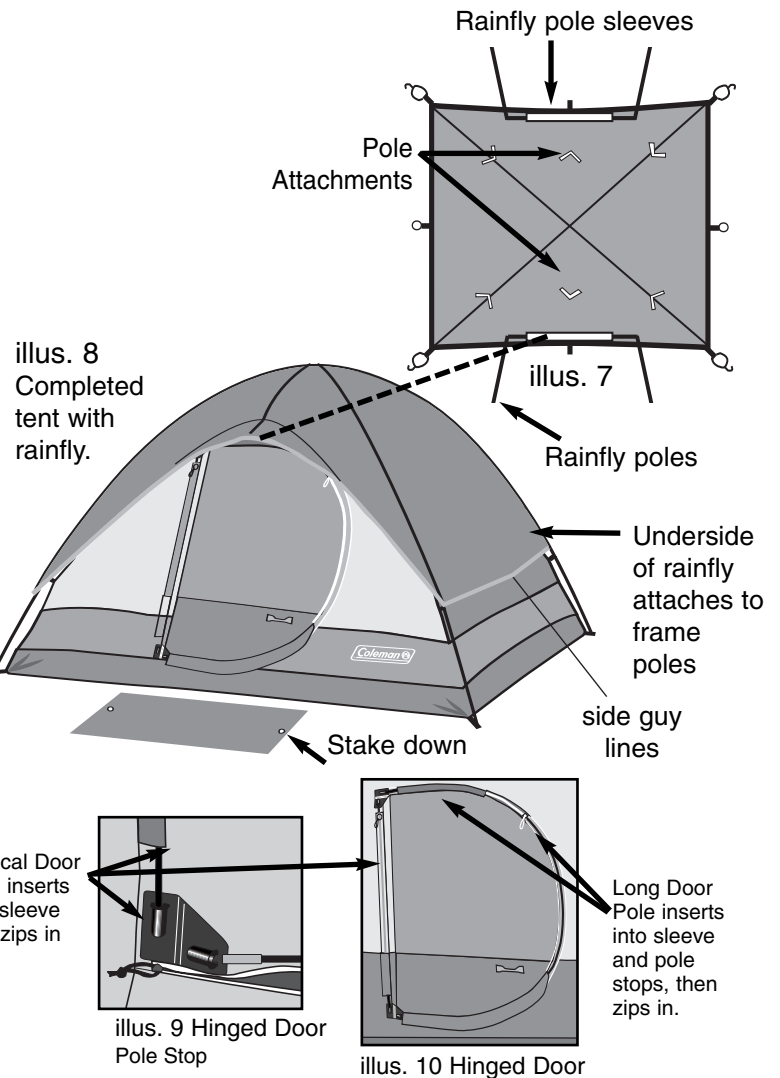 Rainfly pole sleeves
Pole
Attachments
illus. 7
Rainfly poles
illus. 8
Completed
tent with
rainfly.
Underside
of rainfly
attaches to
frame
poles
Coleman
side guy
lines
Stake down
cal Door
inserts
sleeve
zips in
illus. 9 Hinged Door
Pole Stop
Long Door
Pole inserts
into sleeve
and pole
stops, then
zips in.
illus. 10 Hinged Door